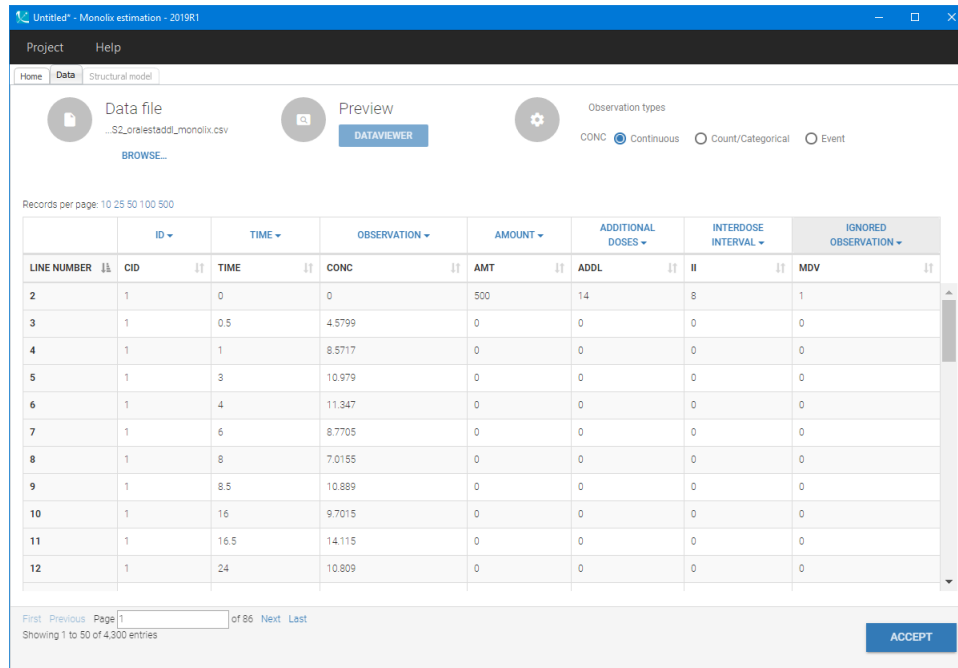 Untitled* - Monolix estimation - 2019R1
Project Help
Home Data Structural model
Data file
...S2_oralestaddl_monolix.csv
BROWSE...
Preview
DATAVIEWER
Observation types
CONC Continuous Count/Categorical Event
Records per page: 10 25 50 100 500
ID TIME OBSERVATION AMOUNT ADDITIONAL DOSES INTERDOSE INTERVAL IGNORED OBSERVATION
LINE NUMBER CID TIME CONC AMT ADDL II MDV
2 1 0 0 500 14 8 1
3 1 0.5 4.5799 0 0 0 0
4 1 1 8.5717 0 0 0 0
5 1 3 10.979 0 0 0 0
6 1 4 11.347 0 0 0 0
7 1 6 8.7705 0 0 0 0
8 1 8 7.0155 0 0 0 0
9 1 8.5 10.889 0 0 0 0
10 1 16 9.7015 0 0 0 0
11 1 16.5 14.115 0 0 0 0
12 1 24 10.809 0 0 0 0
First Previous Page 1 of 86 Next Last
Showing 1 to 50 of 4,300 entries
ACCEPT